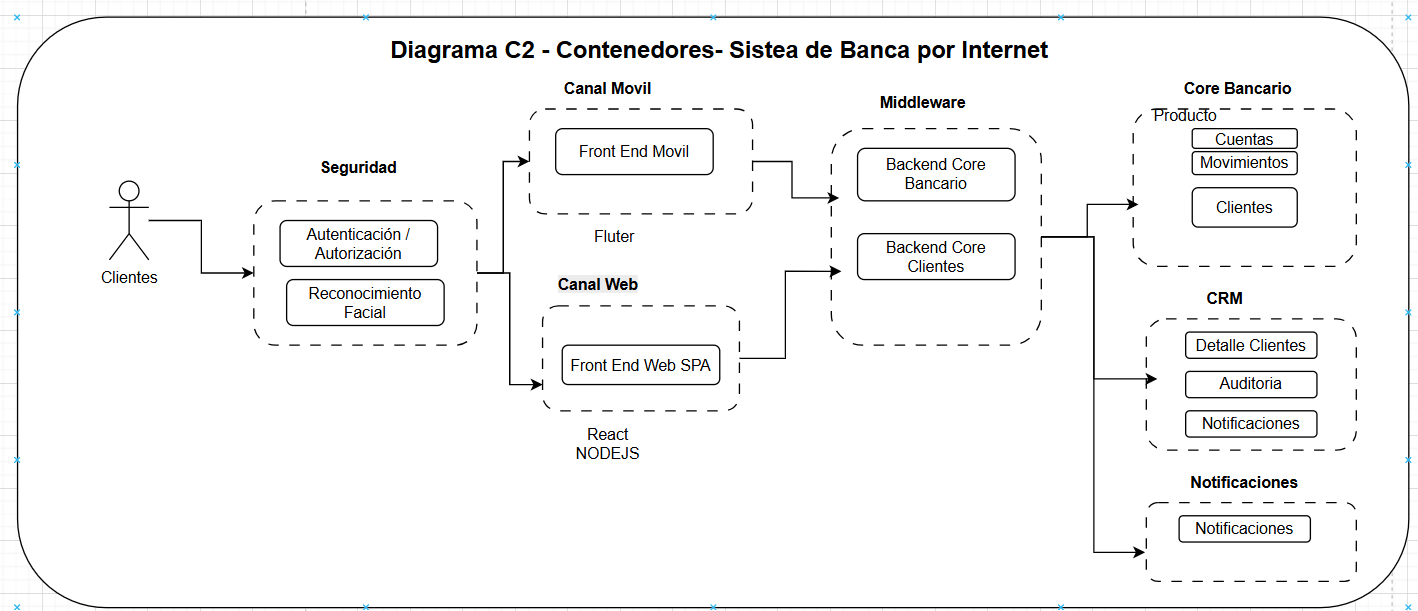 Diagrama C2 - Contenedores- Sistea de Banca por Internet
Clientes
Seguridad
Autenticación /
Autorización
Reconocimiento
Facial
Canal Movil
Front End Movil
Fluter
Canal Web
Front End Web SPA
React
NODEJS
Middleware
Backend Core
Bancario
Backend Core
Clientes
Core Bancario
Producto
Cuentas
Movimientos
Clientes
CRM
Detalle Clientes
Auditoria
Notificaciones
Notificaciones
Notificaciones